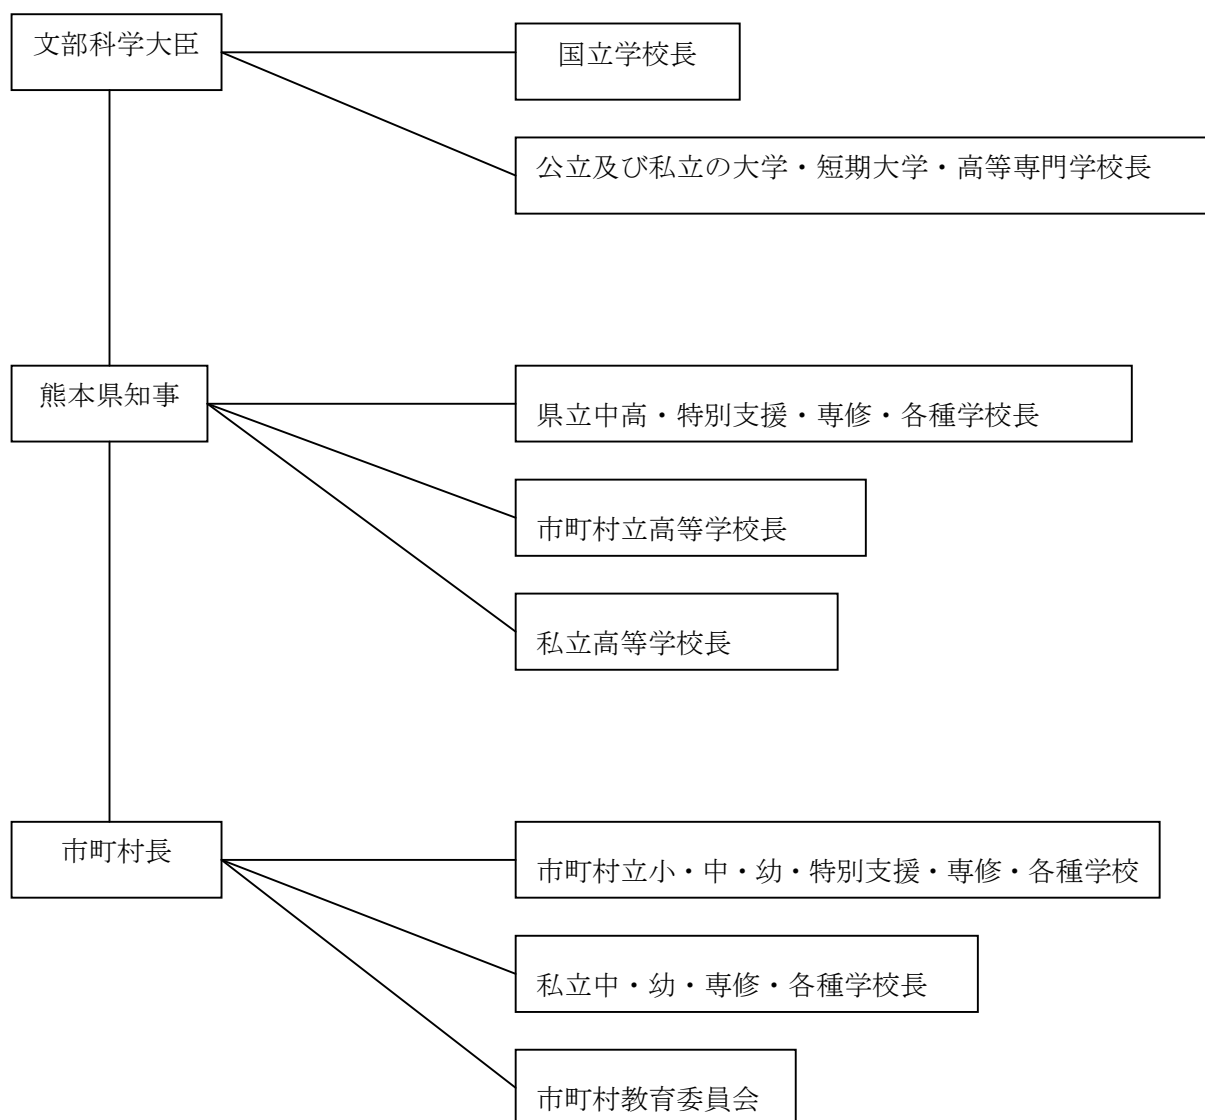 文部科学大臣
国立学校長
公立及び私立の大学・短期大学・高等専門学校長
熊本県知事
県立中高・特別支援・専修・各種学校長
市町村立高等学校長
私立高等学校長
市町村長
市町村立小・中・幼・特別支援・専修・各種学校
私立中・幼・専修・各種学校長
市町村教育委員会